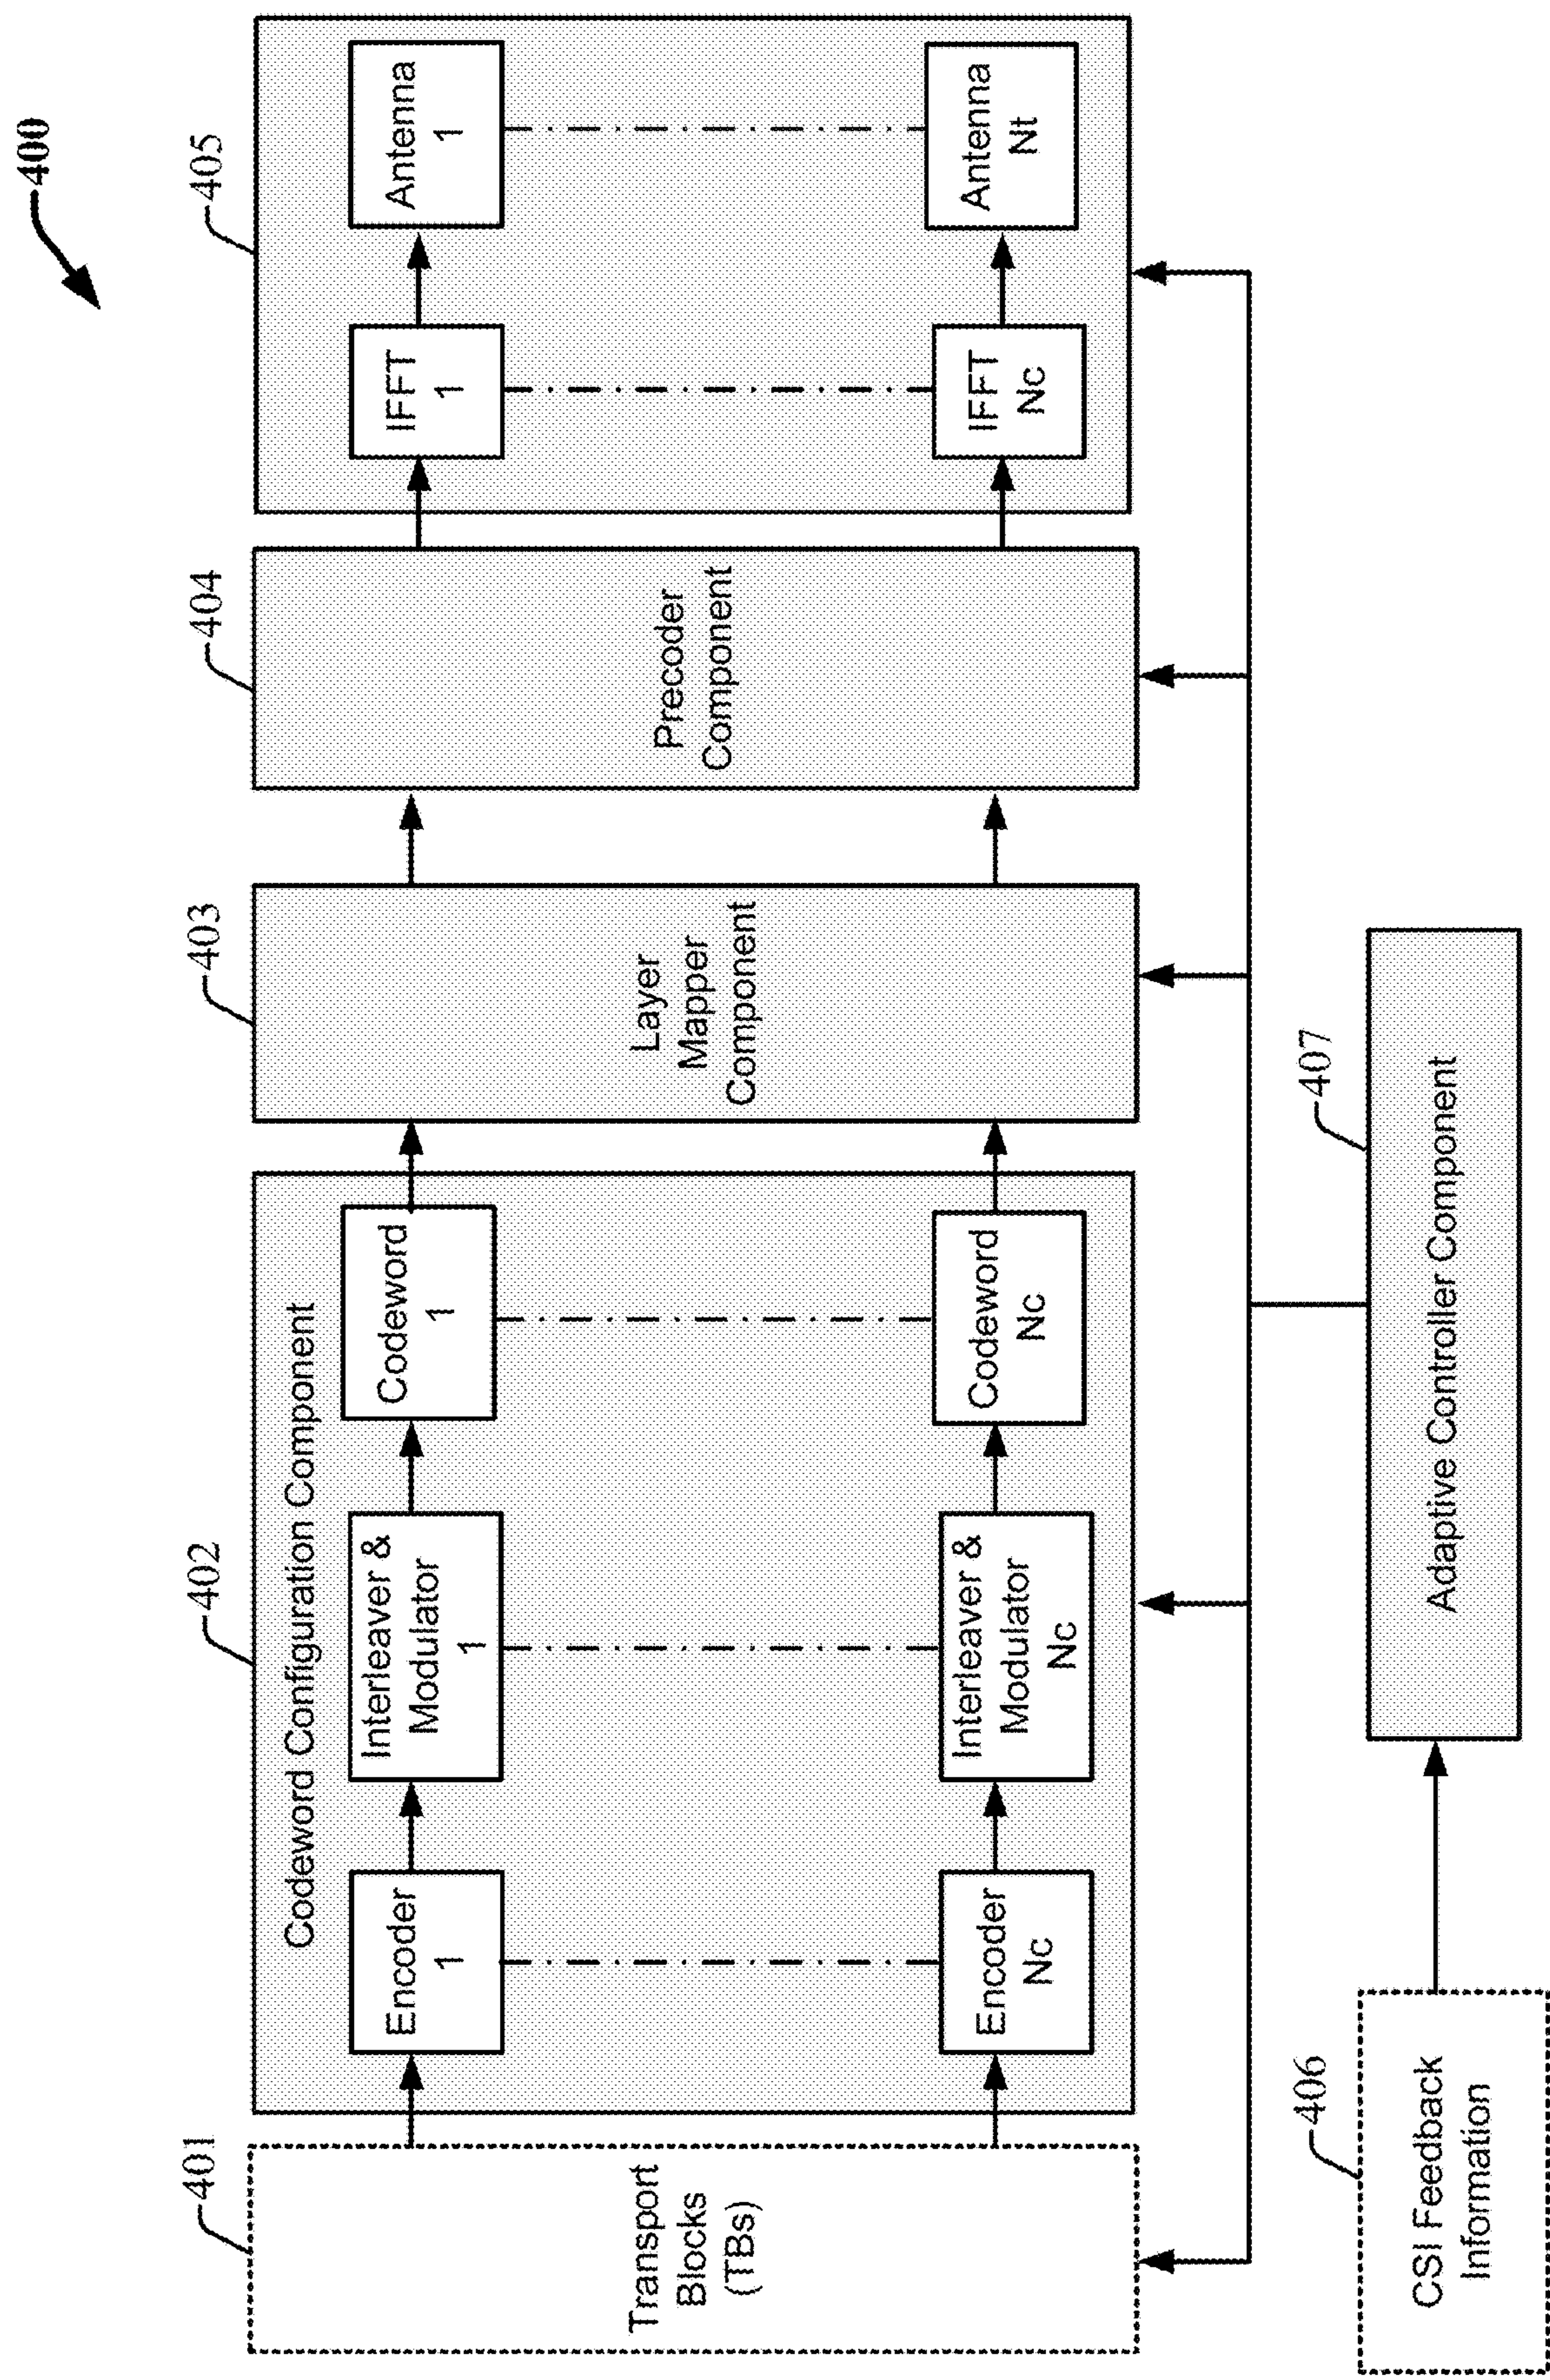 400
401
Transport
Blocks
(TBs)
402
Codeword Configuration Component
Encoder
1
Interleaver &
Modulator
1
Codeword
1
Encoder
Nc
Interleaver &
Modulator
Nc
Codeword
Nc
403
Layer
Mapper
Component
404
Precoder
Component
405
IFFT
1
Antenna
1
IFFT
Nc
Antenna
Nt
406
CSI Feedback
Information
407
Adaptive Controller Component